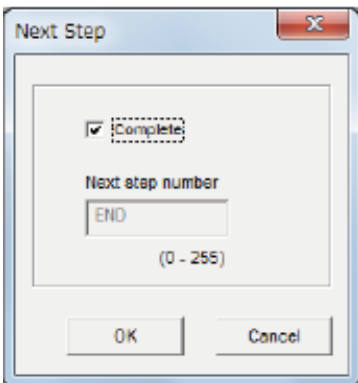 Next Step
Complete
Next step number
END
(0 - 255)
OK
Cancel